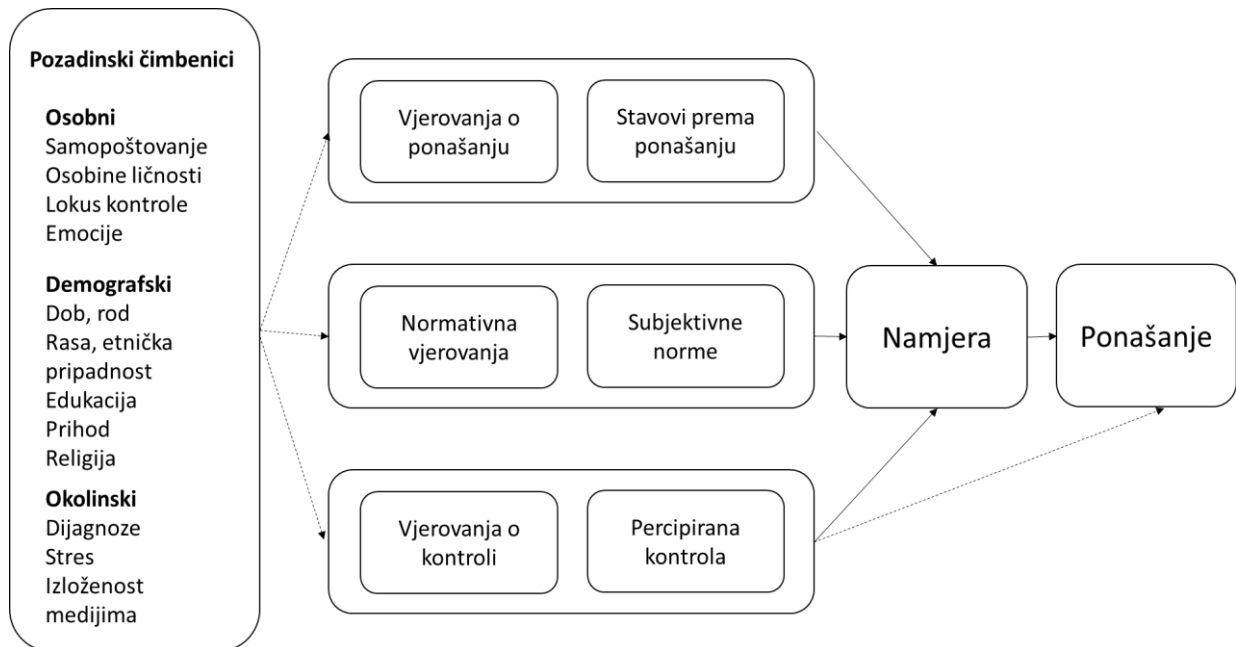 Pozadinski čimbenici
Osobni
Samopoštovanje
Osobine ličnosti
Lokus kontrole
Emocije
Demografski
Dob, rod
Rasa, etnička
pripadnost
Edukacija
Prihod
Religija
Okolinski
Dijagnoze
Stres
Izloženost
medijima
Vjerovanja o
ponašanju
Stavovi prema
ponašanju
Normativna
vjerovanja
Subjektivne
norme
Vjerovanja o
kontroli
Percipirana
kontrola
Namjera
Ponašanje